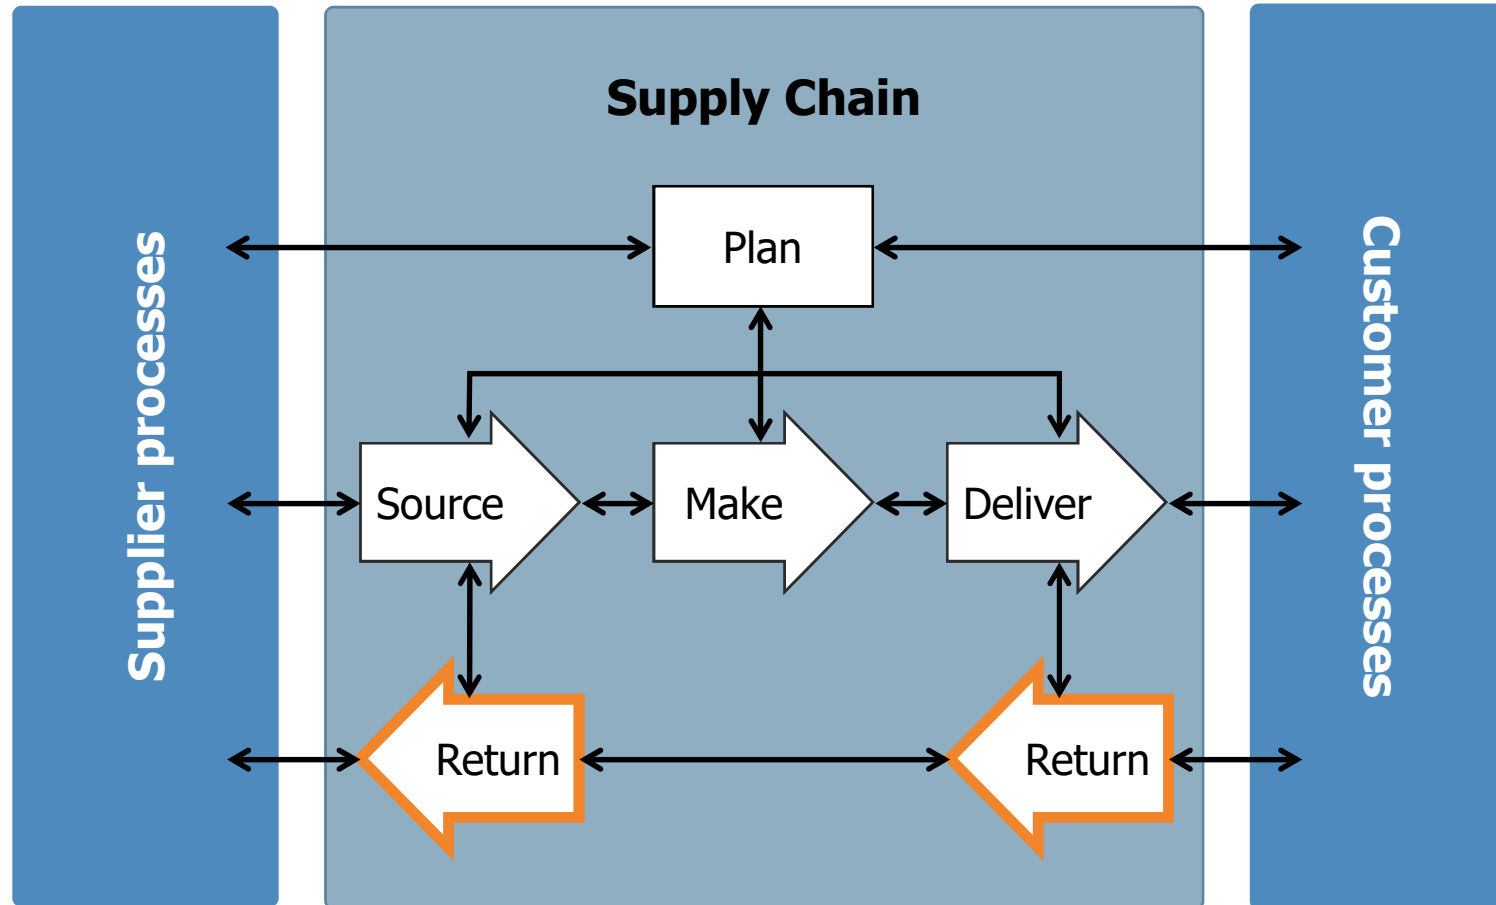 Supply Chain
Supplier processes
Plan
Customer processes
Source
Make
Deliver
Return
Return